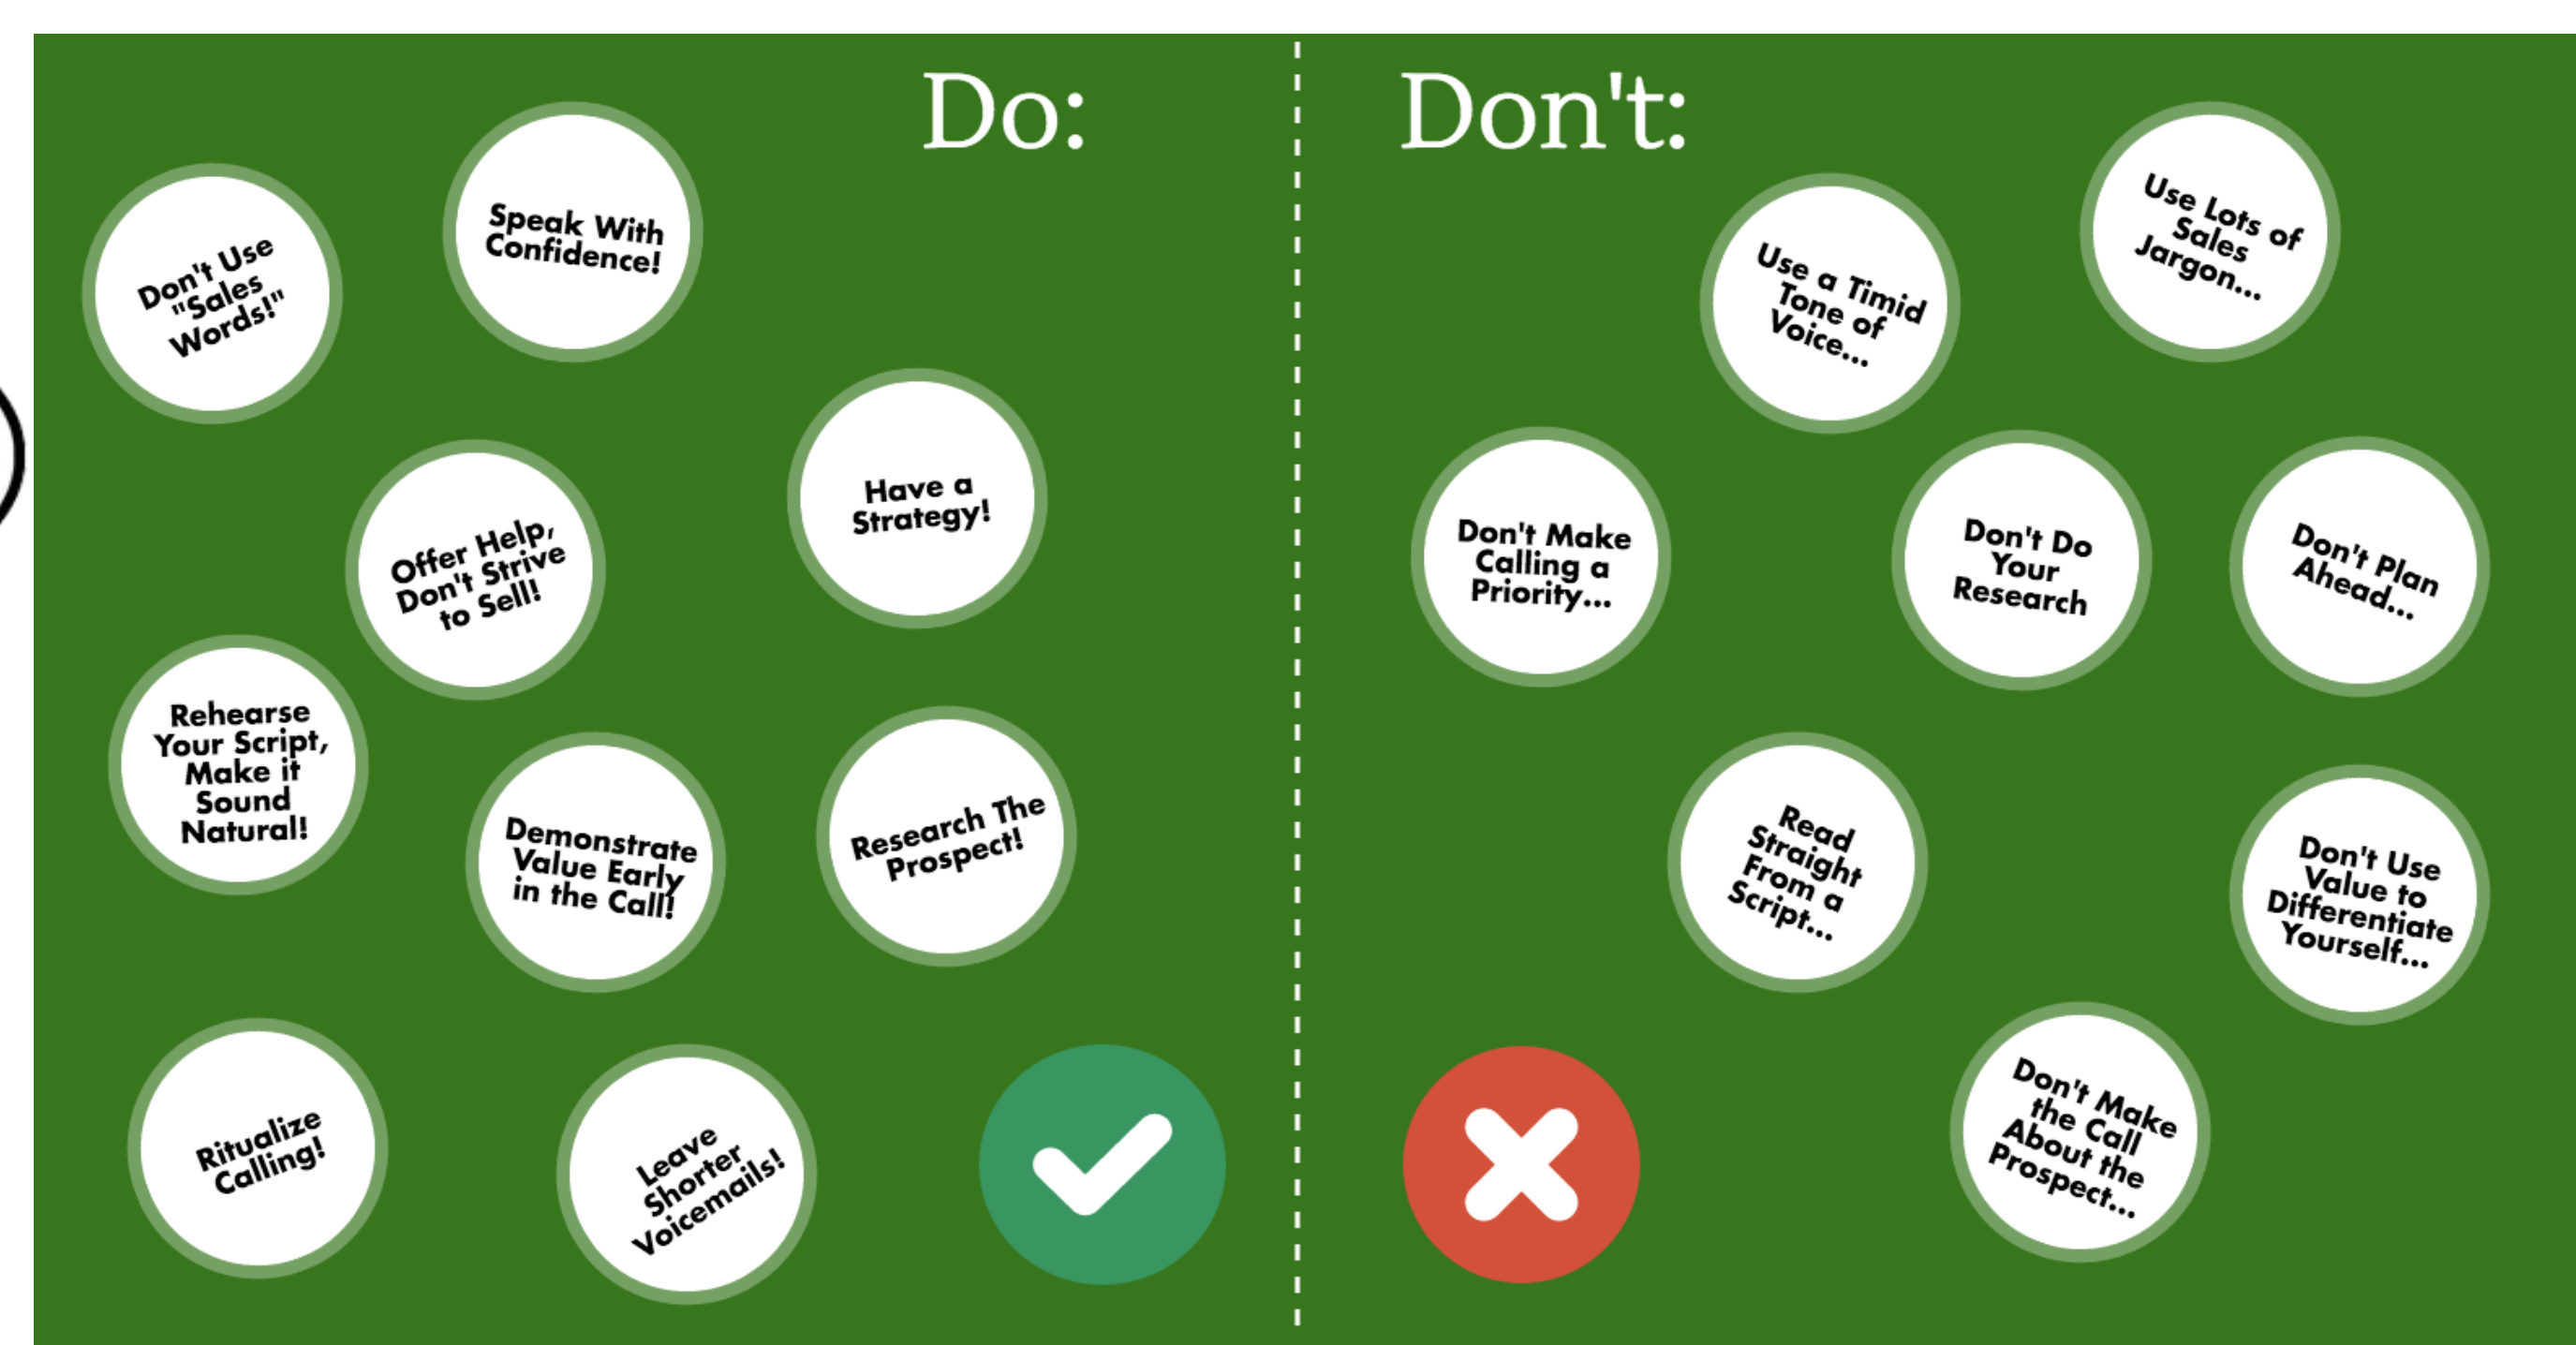 Do:
Don't Use
"Sales
Words!"
Speak With
Confidence!
Have a
Strategy!
Offer Help,
Don't Strive
to Sell!
Rehearse
Your Script,
Make it
Sound
Natural!
Demonstrate
Value Early
in the Call!
Research The
Prospect!
Ritualize
Calling!
Leave
Shorter
Voicemails!
Don't:
Use a Timid
Tone of
Voice...
Use Lots of
Sales
Jargon...
Don't Make
Calling a
Priority...
Don't Do
Your
Research
Don't Plan
Ahead...
Read
Straight
From a
Script...
Don't Use
Value to
Differentiate
Yourself...
Don't Make
the Call
About the
Prospect...